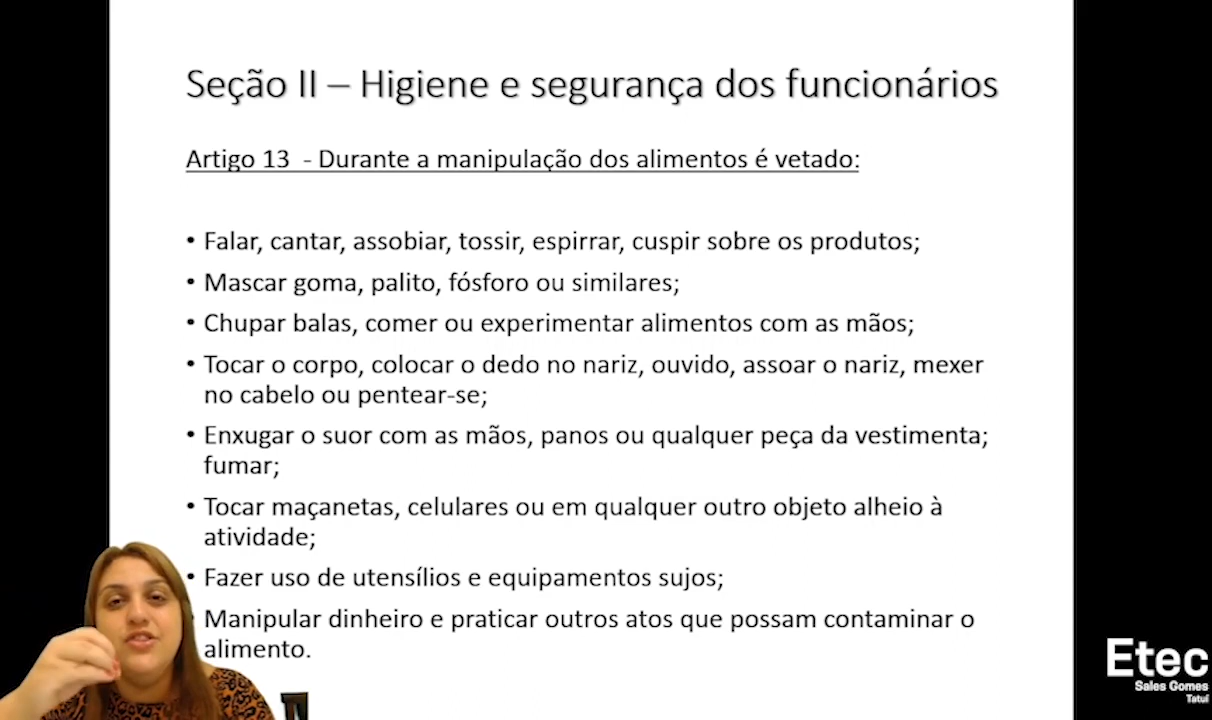 Seção II – Higiene e segurança dos funcionários
Artigo 13 - Durante a manipulação dos alimentos é vetado:
• Falar, cantar, assobiar, tossir, espirrar, cuspir sobre os produtos;
• Mascar goma, palito, fósforo ou similares;
• Chupar balas, comer ou experimentar alimentos com as mãos;
• Tocar o corpo, colocar o dedo no nariz, ouvido, assoar o nariz, mexer
no cabelo ou pentear-se;
• Enxugar o suor com as mãos, panos ou qualquer peça da vestimenta;
fumar;
• Tocar maçanetas, celulares ou em qualquer outro objeto alheio à
atividade;
• Fazer uso de utensílios e equipamentos sujos;
Manipular dinheiro e praticar outros atos que possam contaminar o
alimento.
Etec
Sales Gomes
Tatuí